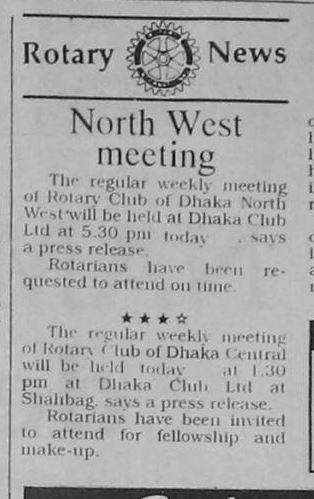 Rotary News
North West
meeting
The regular weekly meeting
of Rotary Club of Dhaka North
West will be held at Dhaka Club
Ltd at 5.30 pm today , says
a press release.
Rotarians have been re-
quested to attend on time.
The regular weekly meeting
of Rotary Club of Dhaka Central
will be held today at 1.30
pm at Dhaka Club Ltd at
Shahbag, says a press release.
Rotarians have been invited
to attend for fellowship and
make-up.